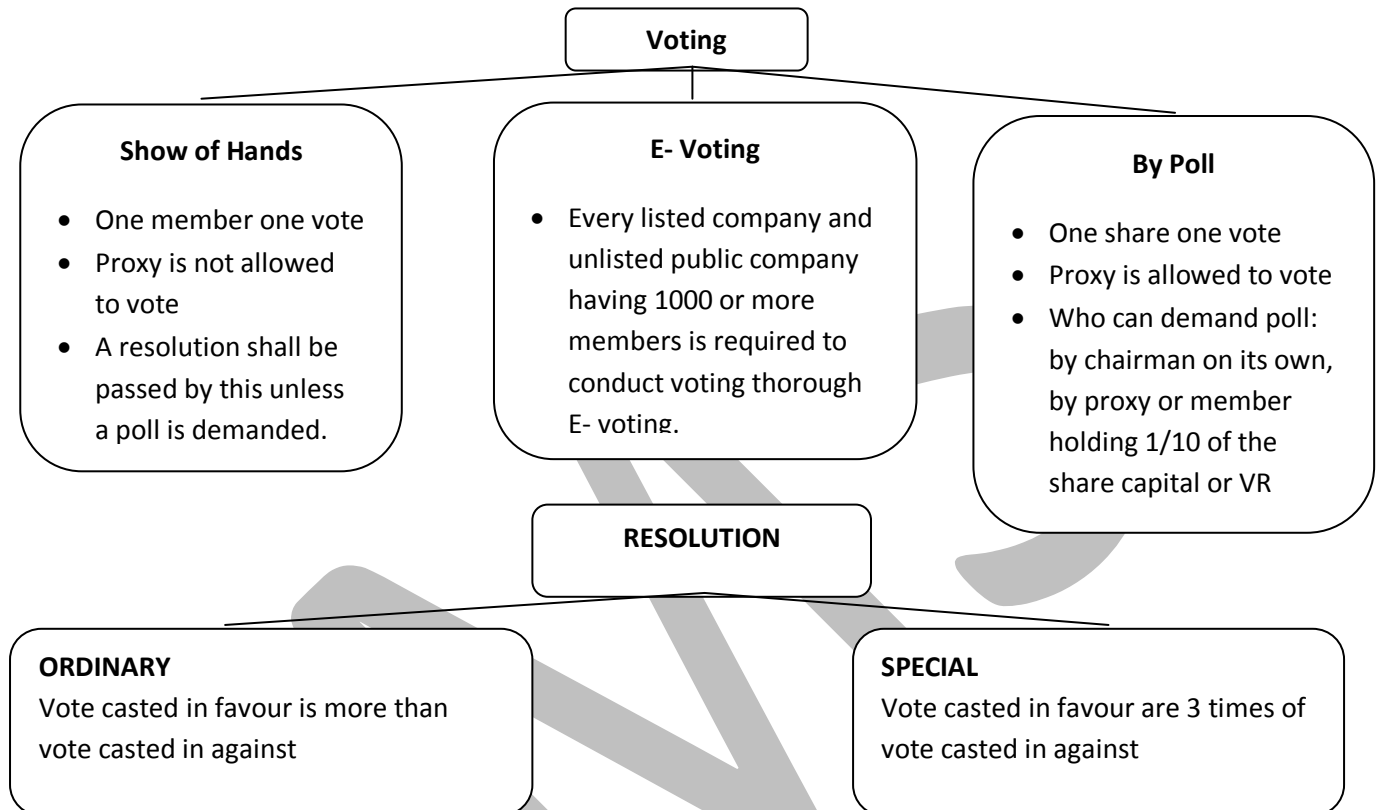 Voting
Show of Hands
• One member one vote
• Proxy is not allowed
to vote
• A resolution shall be
passed by this unless
a poll is demanded.
E- Voting
• Every listed company and
unlisted public company
having 1000 or more
members is required to
conduct voting thorough
E- voting.
By Poll
• One share one vote
• Proxy is allowed to vote
• Who can demand poll:
by chairman on its own,
by proxy or member
holding 1/10 of the
share capital or VR
RESOLUTION
ORDINARY
Vote casted in favour is more than
vote casted in against
SPECIAL
Vote casted in favour are 3 times of
vote casted in against